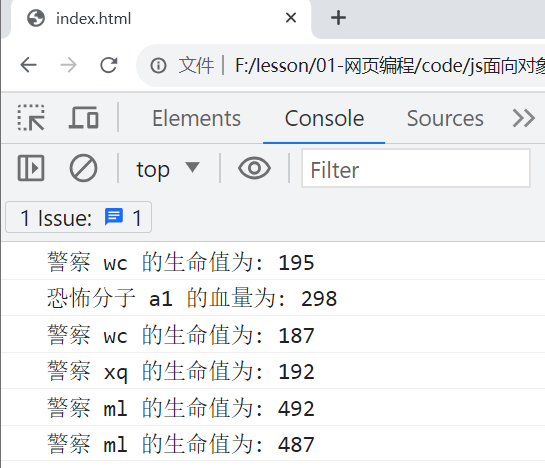 index.html
文件 F:/lesson/01-网页编程/code/js面向对象
Elements Console Sources
top Filter
1 Issue: 1
警察 wc 的生命值为: 195
恐怖分子 a1 的血量为: 298
警察 wc 的生命值为: 187
警察 xq 的生命值为: 192
警察 ml 的生命值为: 492
警察 ml 的生命值为: 487